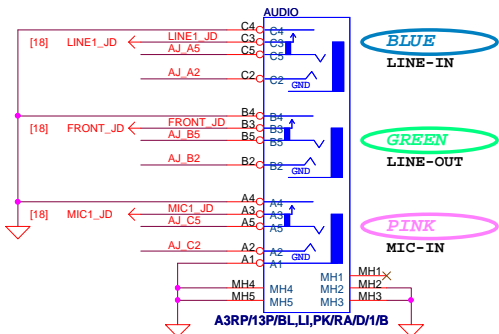 AUDIO
C4 C4
[18] LINE1_JD LINE1_JD C3 C3
AJ_A5 C5 C5
AJ_A2 C2 C2
GND
BLUE
LINE-IN
B4 B4
[18] FRONT_JD FRONT_JD B3 B3
AJ_B5 B5 B5
AJ_B2 B2 B2
GND
GREEN
LINE-OUT
A4 A4
[18] MIC1_JD MIC1_JD A3 A3
AJ_C5 A5 A5
AJ_C2 A2 A2
A1 A1
GND
PINK
MIC-IN
MH1 MH1
MH4 MH4 MH2 MH2
MH5 MH5 MH3 MH3
A3RP/13P/BL,LI,PK/RA/D/1/B